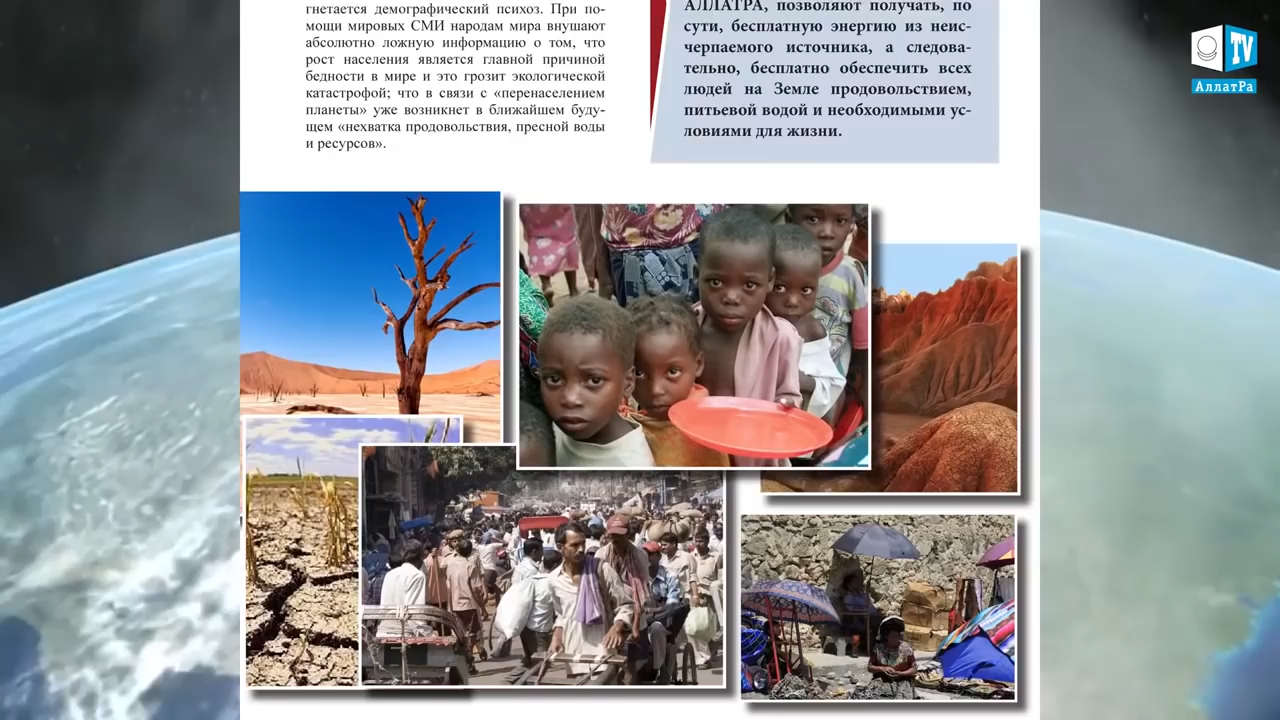 гнетается демографический психоз. При по-
мощи мировых СМИ народам мира внушают
абсолютно ложную информацию о том, что
рост населения является главной причиной
бедности в мире и это грозит экологической
катастрофой; что в связи с «перенаселением
планеты» уже возникнет в ближайшем буду-
щем «нехватка продовольствия, пресной воды
и ресурсов».
АЛЛАТРА, позволяют получать, по
сути, бесплатную энергию из неис-
черпаемого источника, а следова-
тельно, бесплатно обеспечить всех
людей на Земле продовольствием,
питьевой водой и необходимыми ус-
ловиями для жизни.
TV
АллатРа